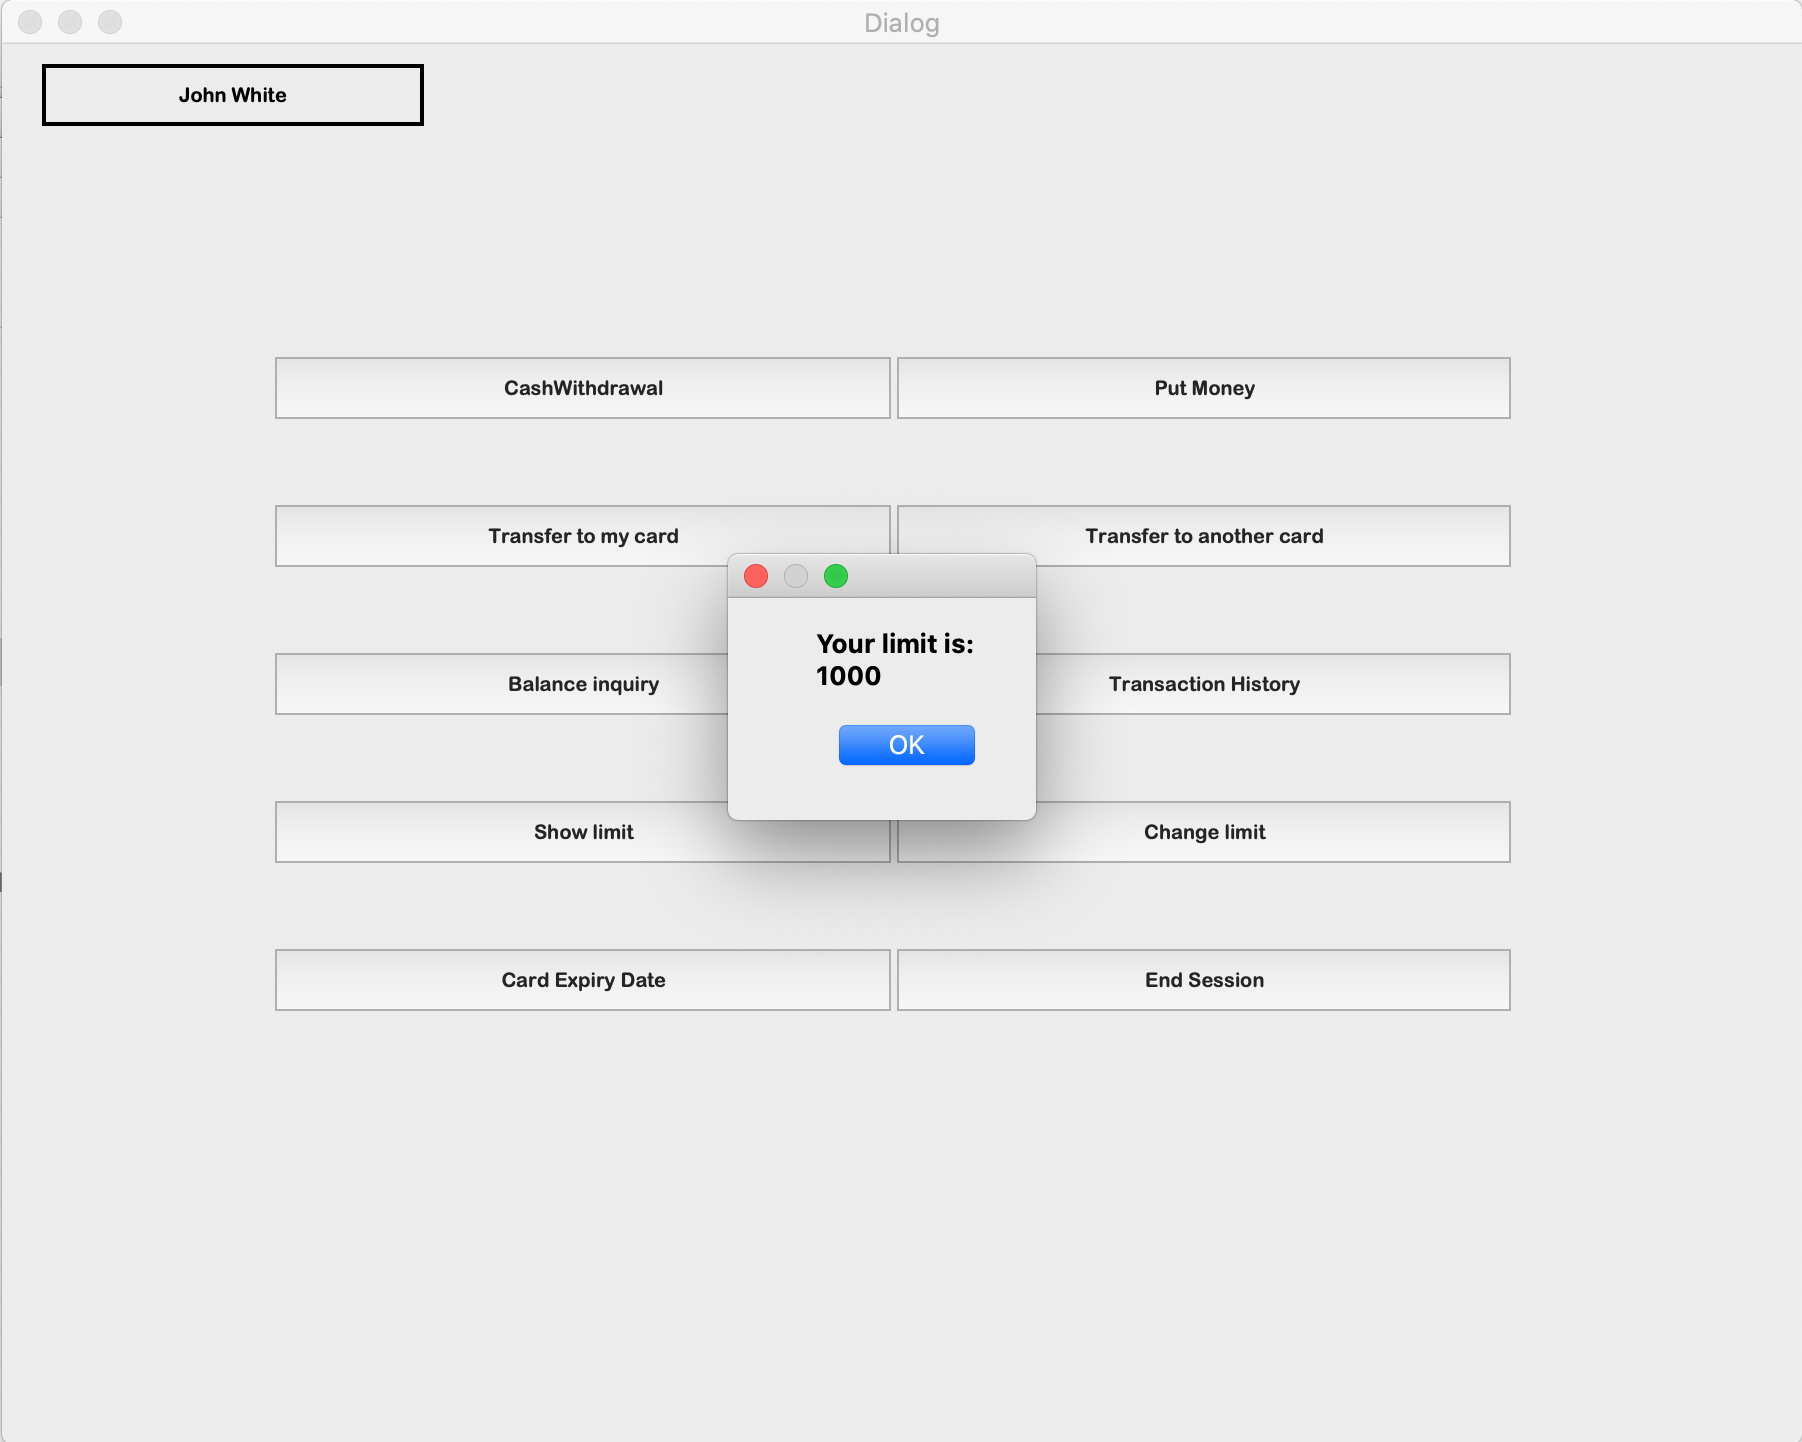 Dialog
John White
CashWithdrawal
Put Money
Transfer to my card
Transfer to another card
Balance inquiry
Your limit is:
1000
OK
Transaction History
Show limit
Change limit
Card Expiry Date
End Session